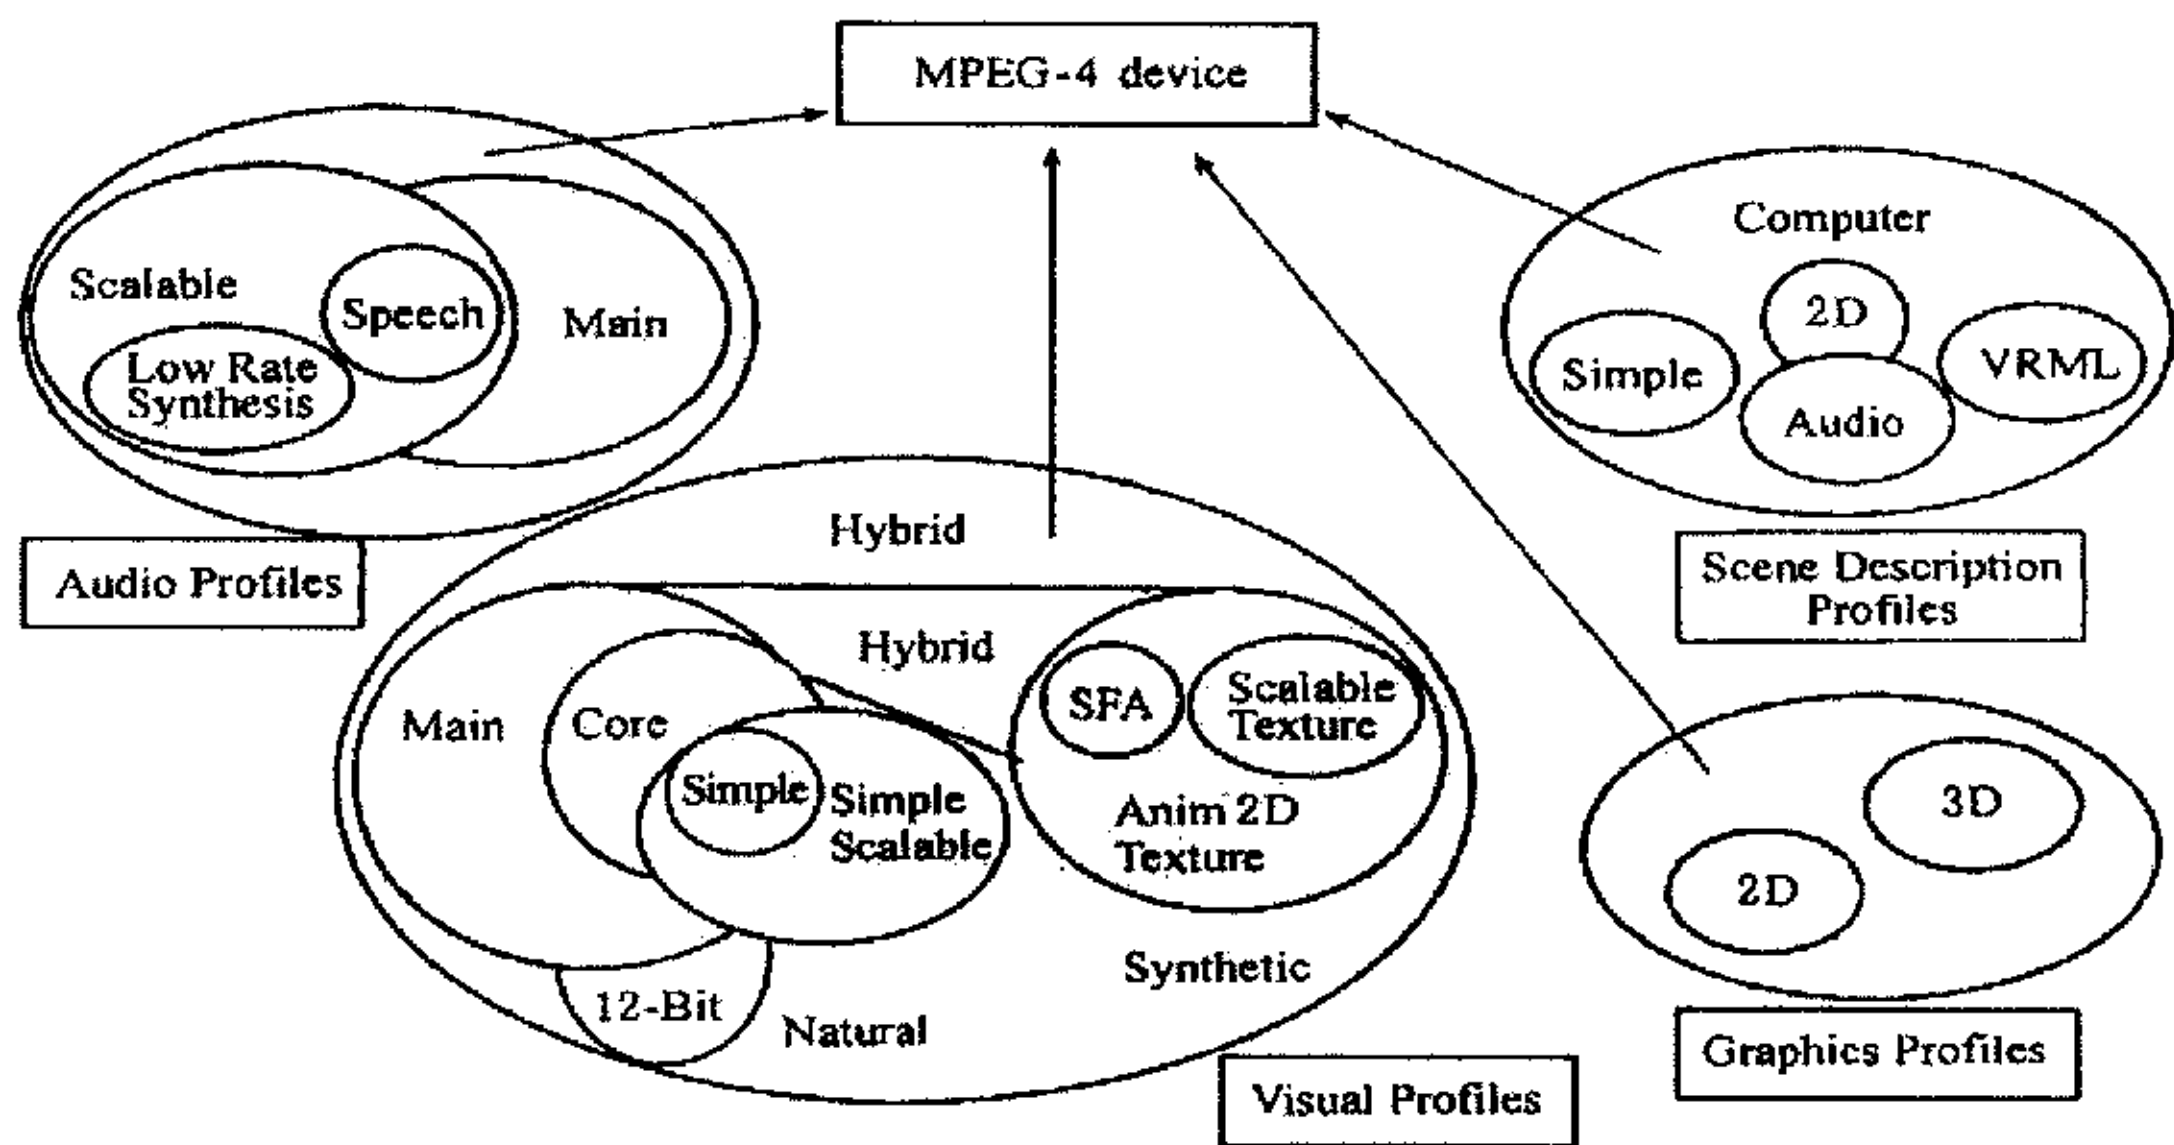 MPEG-4 device
Scalable
Speech
Main
Low Rate
Synthesis
Audio Profiles
Computer
2D
Simple
VRML
Audio
Scene Description
Profiles
Hybrid
Hybrid
Main
Core
Simple
Simple
Scalable
SFA
Scalable
Texture
Anim 2D
Texture
12-Bit
Natural
Synthetic
Visual Profiles
3D
2D
Graphics Profiles